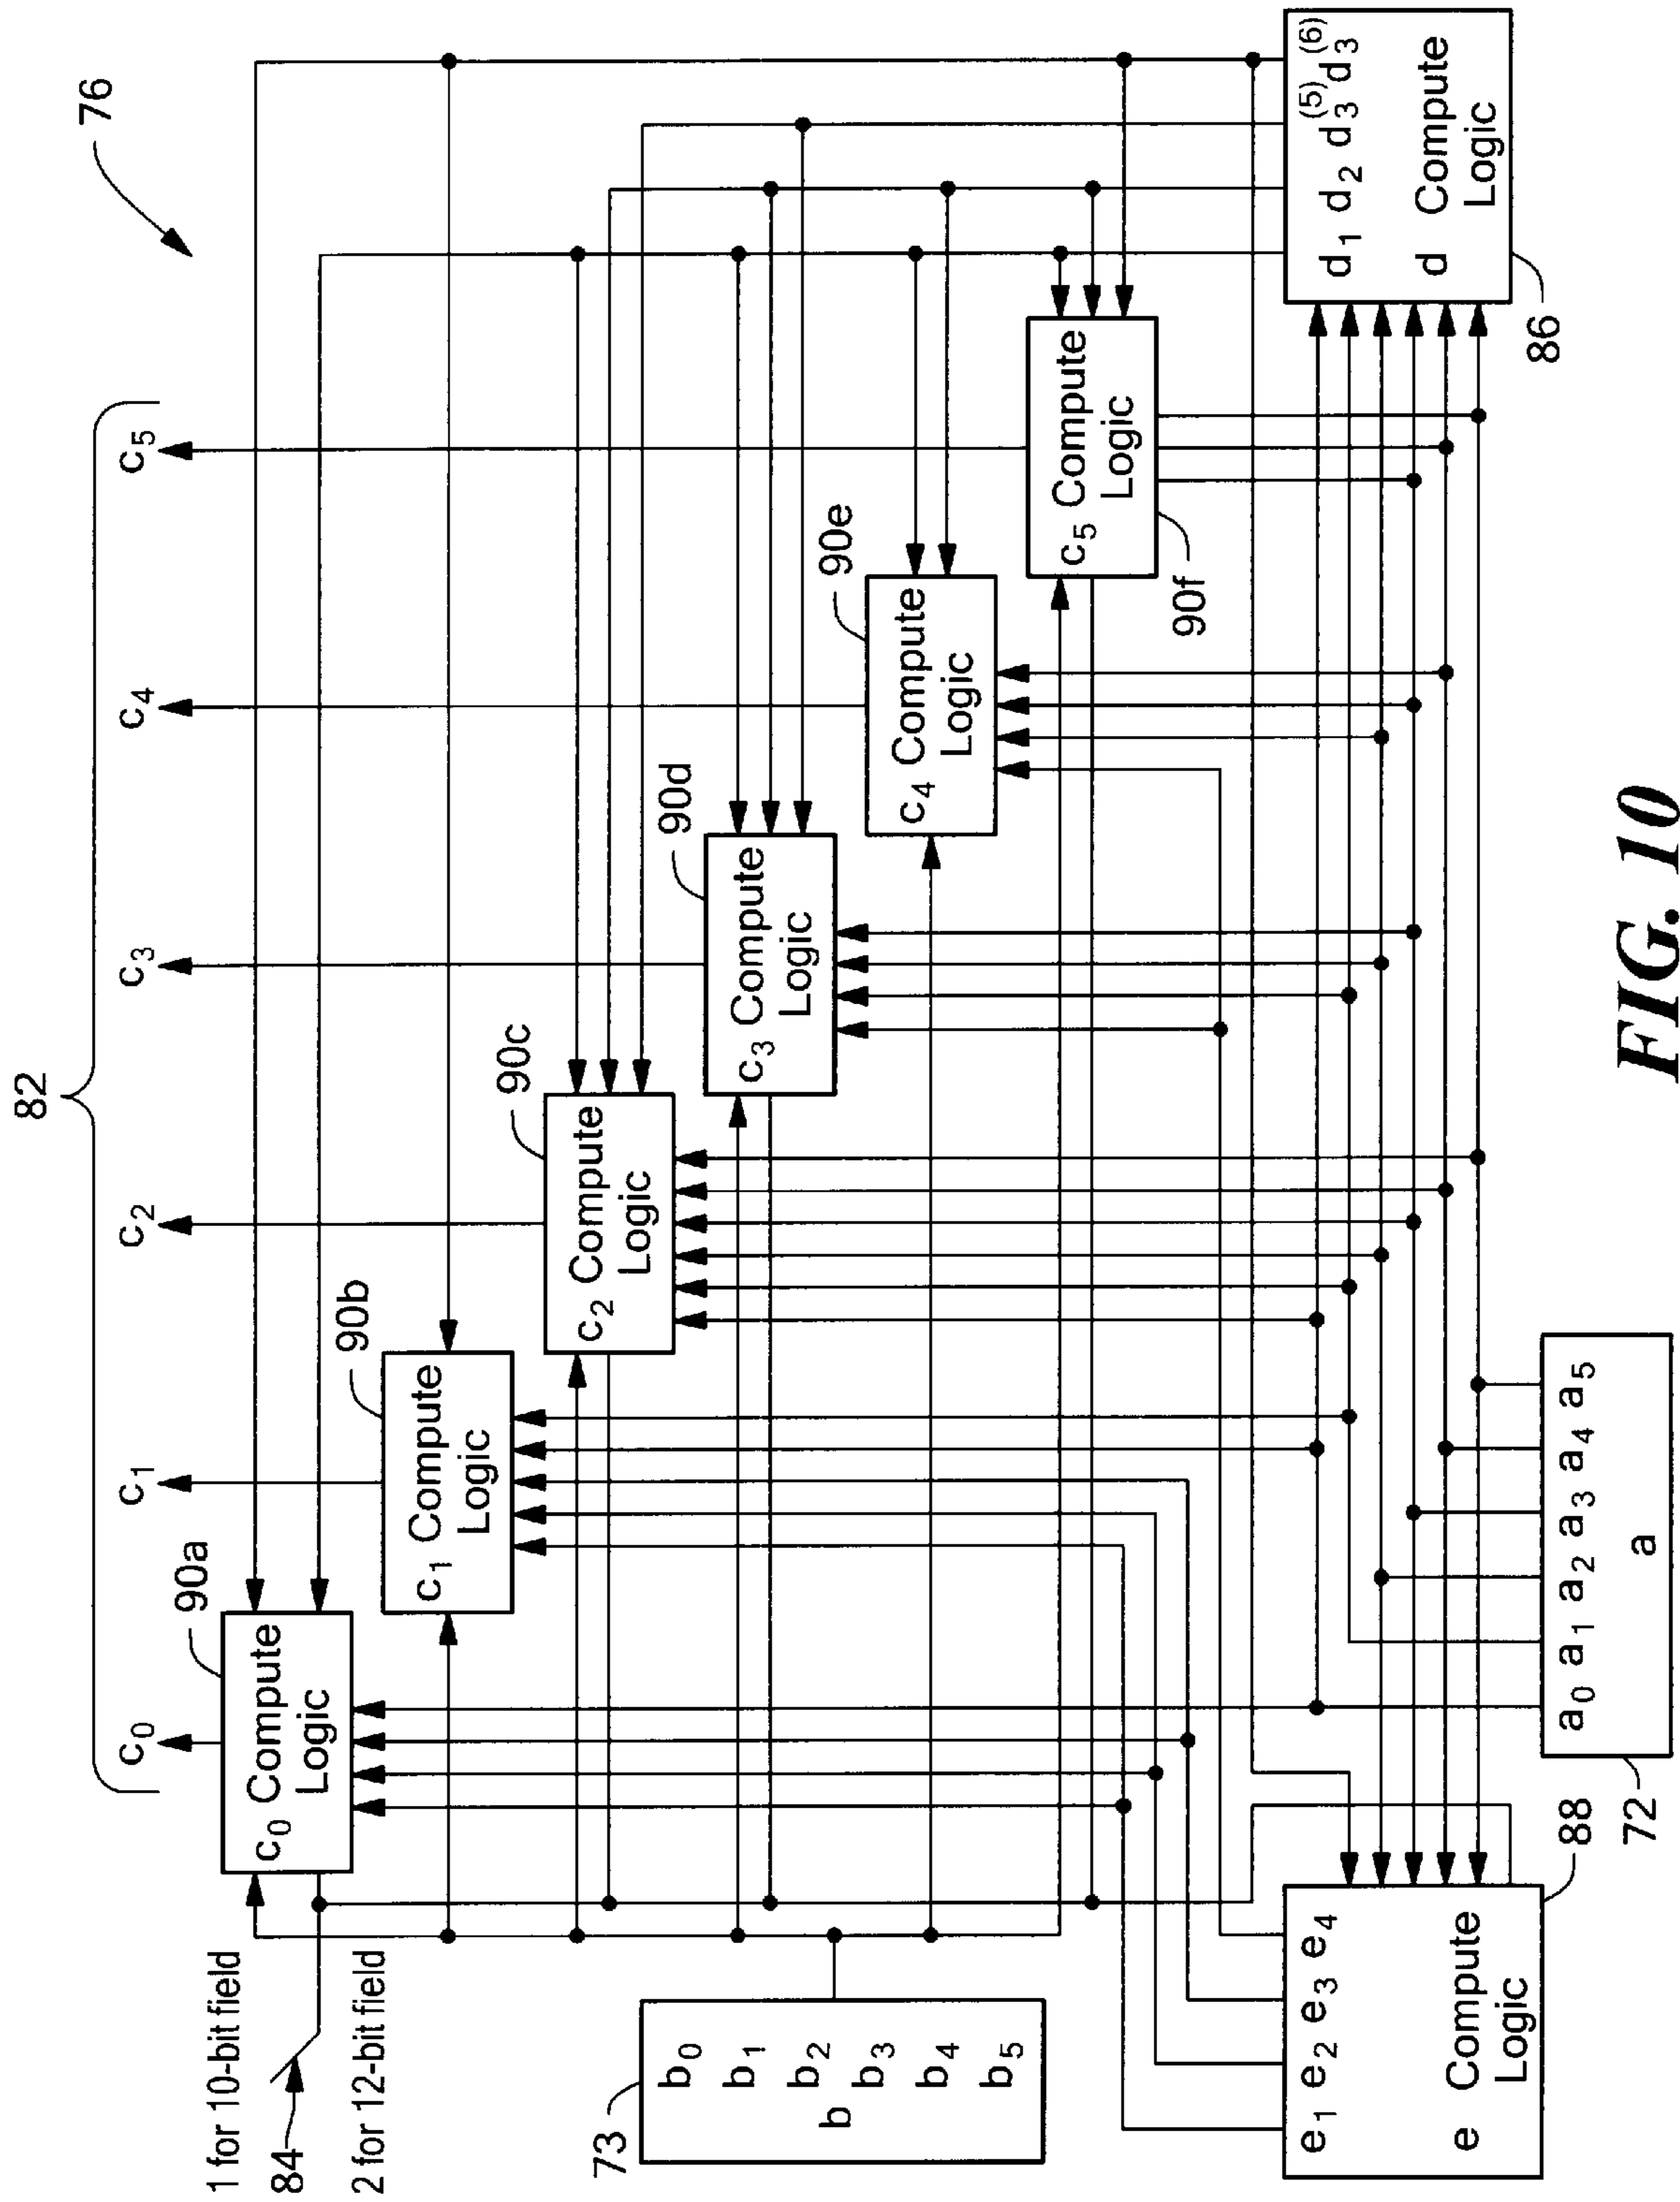 82
76
c0
c1
c2
c3
c4
c5
90a
c0 Compute
Logic
90b
c1 Compute
Logic
90c
c2 Compute
Logic
90d
c3 Compute
Logic
90e
c4 Compute
Logic
c5 Compute
Logic
90f
1 for 10-bit field
84
2 for 12-bit field
73
b0
b1
b2
b
b3
b4
b5
e1 e2 e3 e4
e Compute
Logic
88
d1 d2 d3(5) d3(6)
d Compute
Logic
86
a0 a1 a2 a3 a4 a5
a
72
FIG. 10